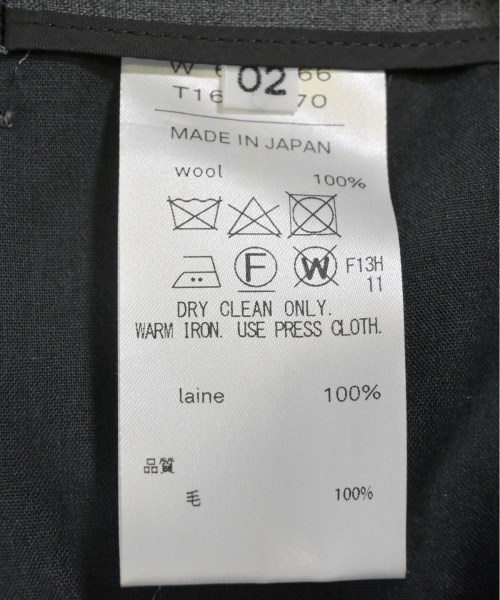 02
MADE IN JAPAN
wool 100%
F W F13H
11
DRY CLEAN ONLY.
WARM IRON. USE PRESS CLOTH.
laine 100%
品質
毛 100%